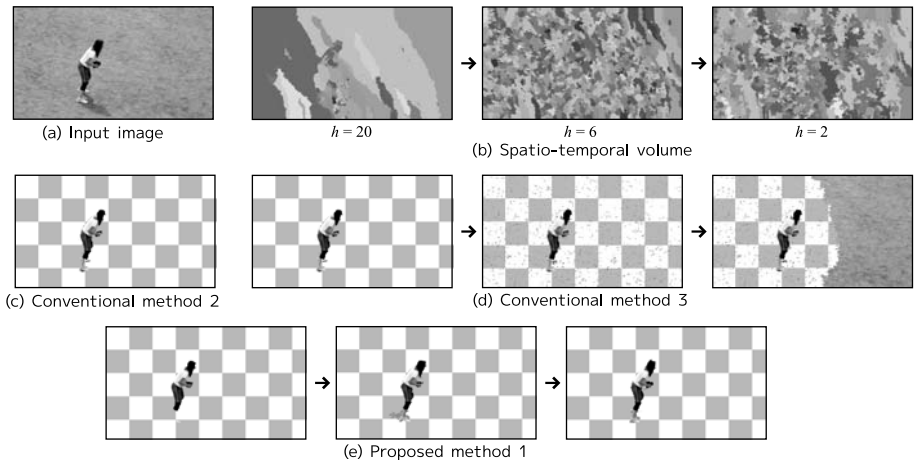 (a) Input image
h = 20
→
h = 6
→
h = 2
(b) Spatio-temporal volume
(c) Conventional method 2
→
→
(d) Conventional method 3
→
→
(e) Proposed method 1